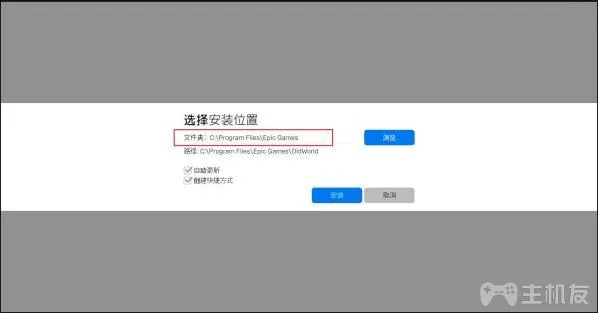 选择安装位置
文件夹: C:\Program Files\Epic Games
浏览
路径: C:\Program Files\Epic Games\OldWorld
自动更新
创建快捷方式
安装
取消
主机友